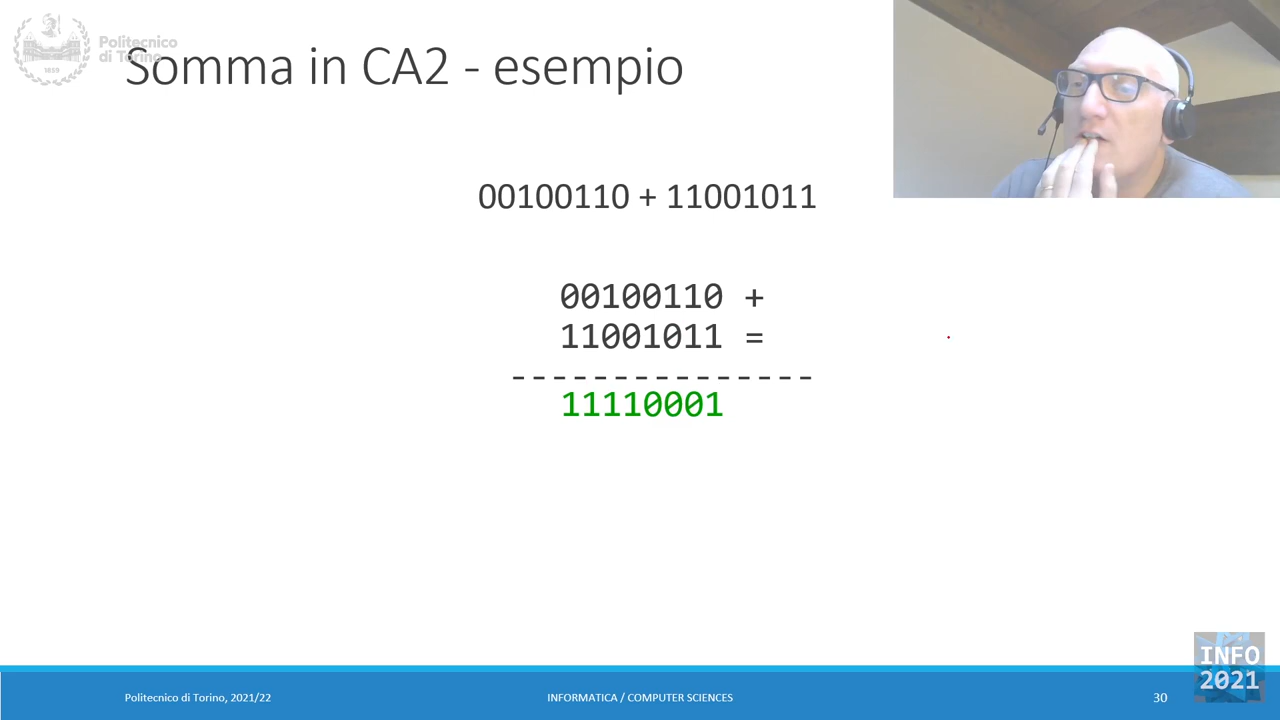 Politecnico
di Torino
1859
Somma in CA2 - esempio
00100110 + 11001011
00100110 +
11001011 =
---------------
11110001
INFO
2021
Politecnico di Torino, 2021/22
INFORMATICA / COMPUTER SCIENCES
30